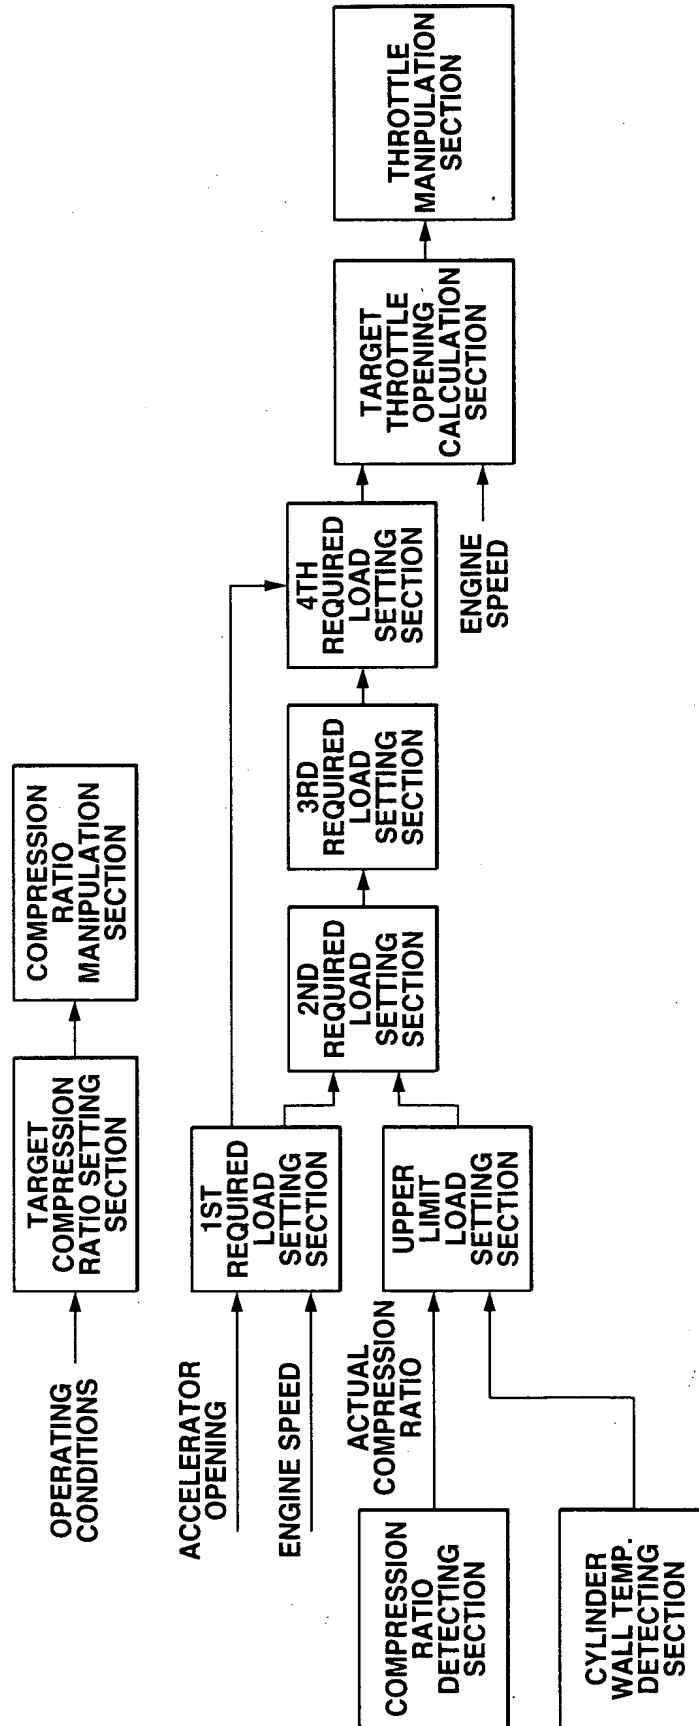 OPERATING
CONDITIONS
TARGET
COMPRESSION
RATIO SETTING
SECTION
COMPRESSION
RATIO
MANIPULATION
SECTION
ACCELERATOR
OPENING
ENGINE SPEED
1ST
REQUIRED
LOAD
SETTING
SECTION
COMPRESSION
RATIO
DETECTING
SECTION
ACTUAL
COMPRESSION
RATIO
CYLINDER
WALL TEMP.
DETECTING
SECTION
UPPER
LIMIT
LOAD
SETTING
SECTION
2ND
REQUIRED
LOAD
SETTING
SECTION
3RD
REQUIRED
LOAD
SETTING
SECTION
4TH
REQUIRED
LOAD
SETTING
SECTION
ENGINE
SPEED
TARGET
THROTTLE
OPENING
CALCULATION
SECTION
THROTTLE
MANIPULATION
SECTION